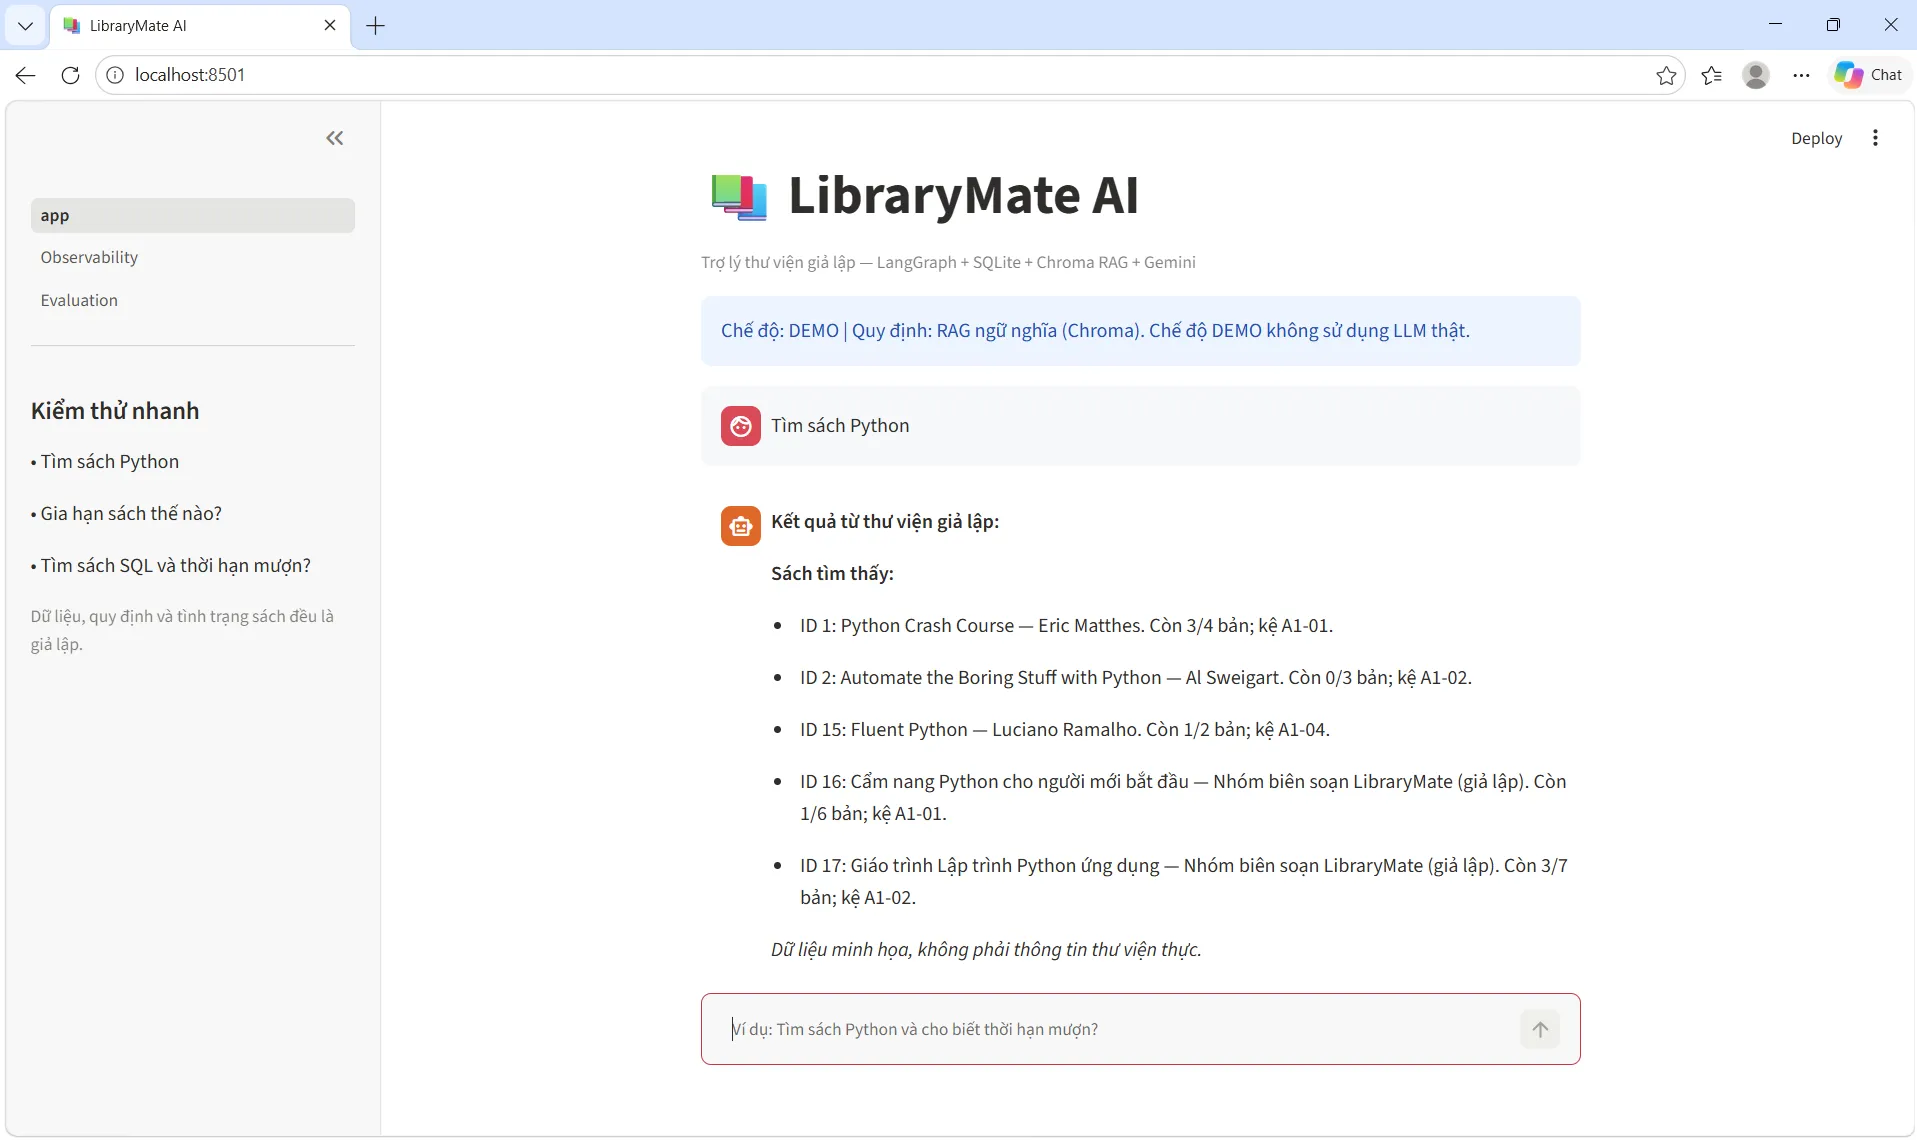 LibraryMate AI
localhost:8501
Chat
Deploy
app
Observability
Evaluation
Kiểm thử nhanh
• Tìm sách Python
• Gia hạn sách thế nào?
• Tìm sách SQL và thời hạn mượn?
Dữ liệu, quy định và tình trạng sách đều là
giả lập.
LibraryMate AI
Trợ lý thư viện giả lập — LangGraph + SQLite + Chroma RAG + Gemini
Chế độ: DEMO | Quy định: RAG ngữ nghĩa (Chroma). Chế độ DEMO không sử dụng LLM thật.
Tìm sách Python
Kết quả từ thư viện giả lập:
Sách tìm thấy:
• ID 1: Python Crash Course — Eric Matthes. Còn 3/4 bản; kệ A1-01.
• ID 2: Automate the Boring Stuff with Python — Al Sweigart. Còn 0/3 bản; kệ A1-02.
• ID 15: Fluent Python — Luciano Ramalho. Còn 1/2 bản; kệ A1-04.
• ID 16: Cẩm nang Python cho người mới bắt đầu — Nhóm biên soạn LibraryMate (giả lập). Còn
1/6 bản; kệ A1-01.
• ID 17: Giáo trình Lập trình Python ứng dụng — Nhóm biên soạn LibraryMate (giả lập). Còn 3/7
bản; kệ A1-02.
Dữ liệu minh họa, không phải thông tin thư viện thực.
Ví dụ: Tìm sách Python và cho biết thời hạn mượn?